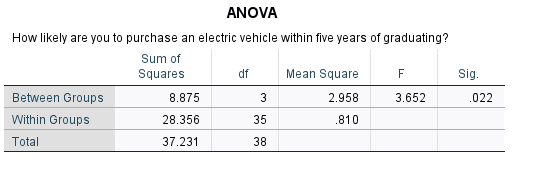 ANOVA
How likely are you to purchase an electric vehicle within five years of graduating?
Sum of
Squares df Mean Square F Sig.
Between Groups 8.875 3 2.958 3.652 .022
Within Groups 28.356 35 .810
Total 37.231 38